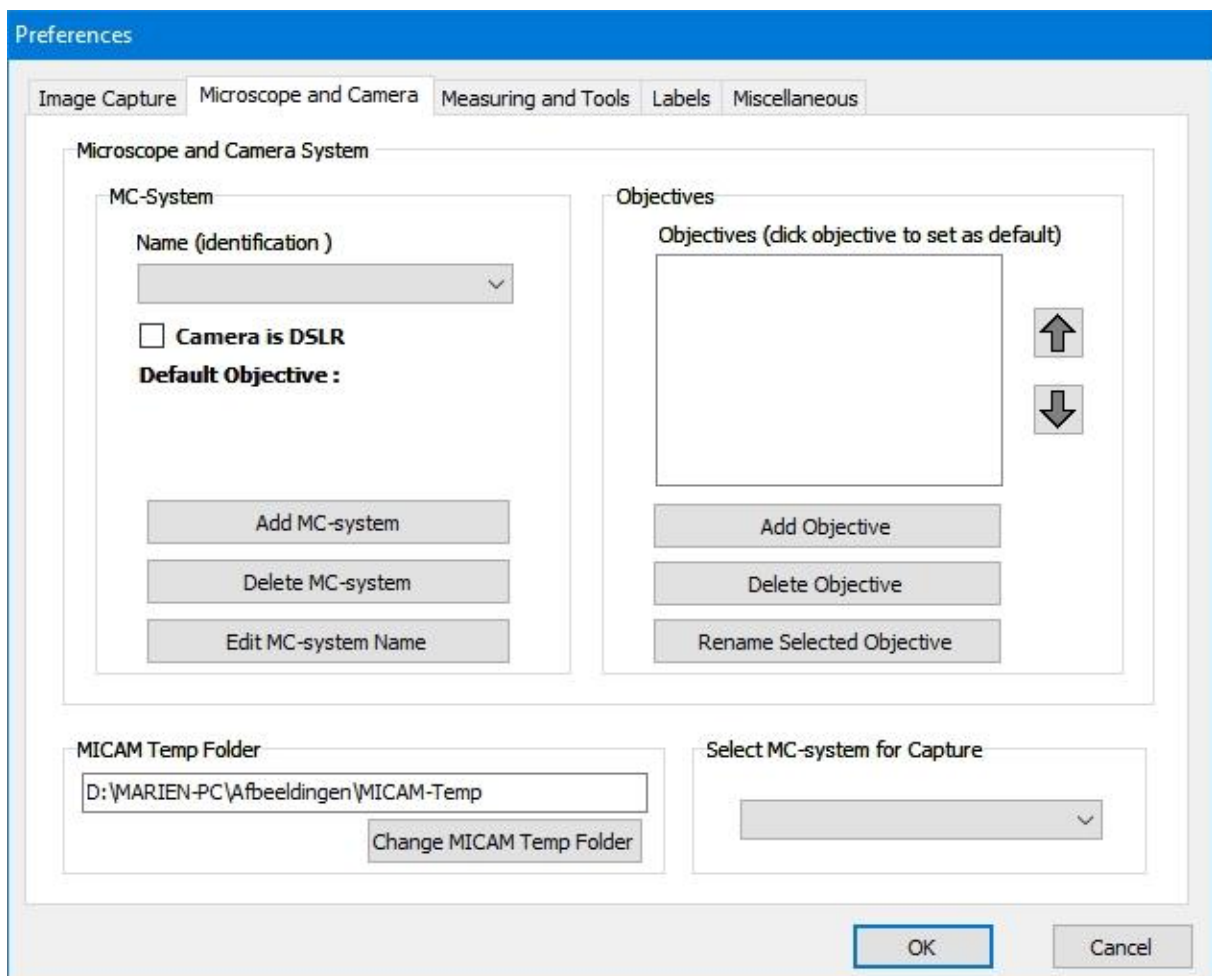 Preferences
Image Capture Microscope and Camera Measuring and Tools Labels Miscellaneous
Microscope and Camera System
MC-System
Name (identification )
Camera is DSLR
Default Objective :
Add MC-system
Delete MC-system
Edit MC-system Name
Objectives
Objectives (click objective to set as default)
Add Objective
Delete Objective
Rename Selected Objective
MICAM Temp Folder
D:\MARIEN-PC\Afbeeldingen\MICAM-Temp
Change MICAM Temp Folder
Select MC-system for Capture
OK Cancel